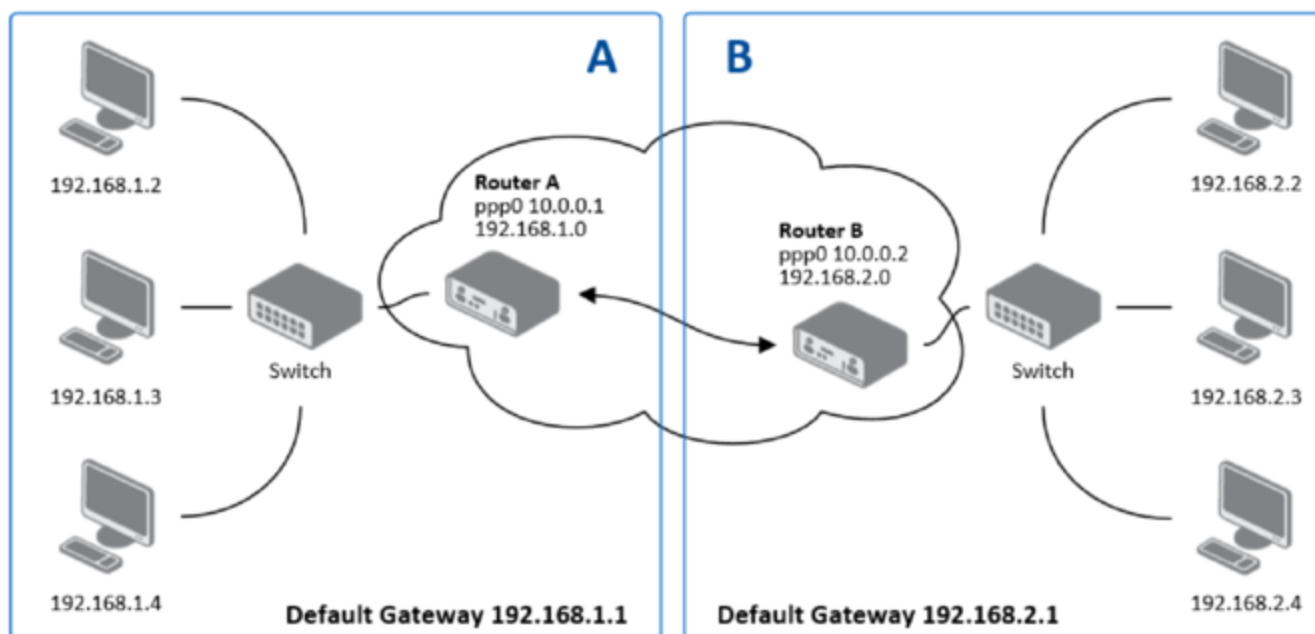 A
B
192.168.1.2
Router A
ppp0 10.0.0.1
192.168.1.0
192.168.2.2
Router B
ppp0 10.0.0.2
192.168.2.0
Switch
Switch
192.168.1.3
192.168.2.3
192.168.1.4
Default Gateway 192.168.1.1
Default Gateway 192.168.2.1
192.168.2.4